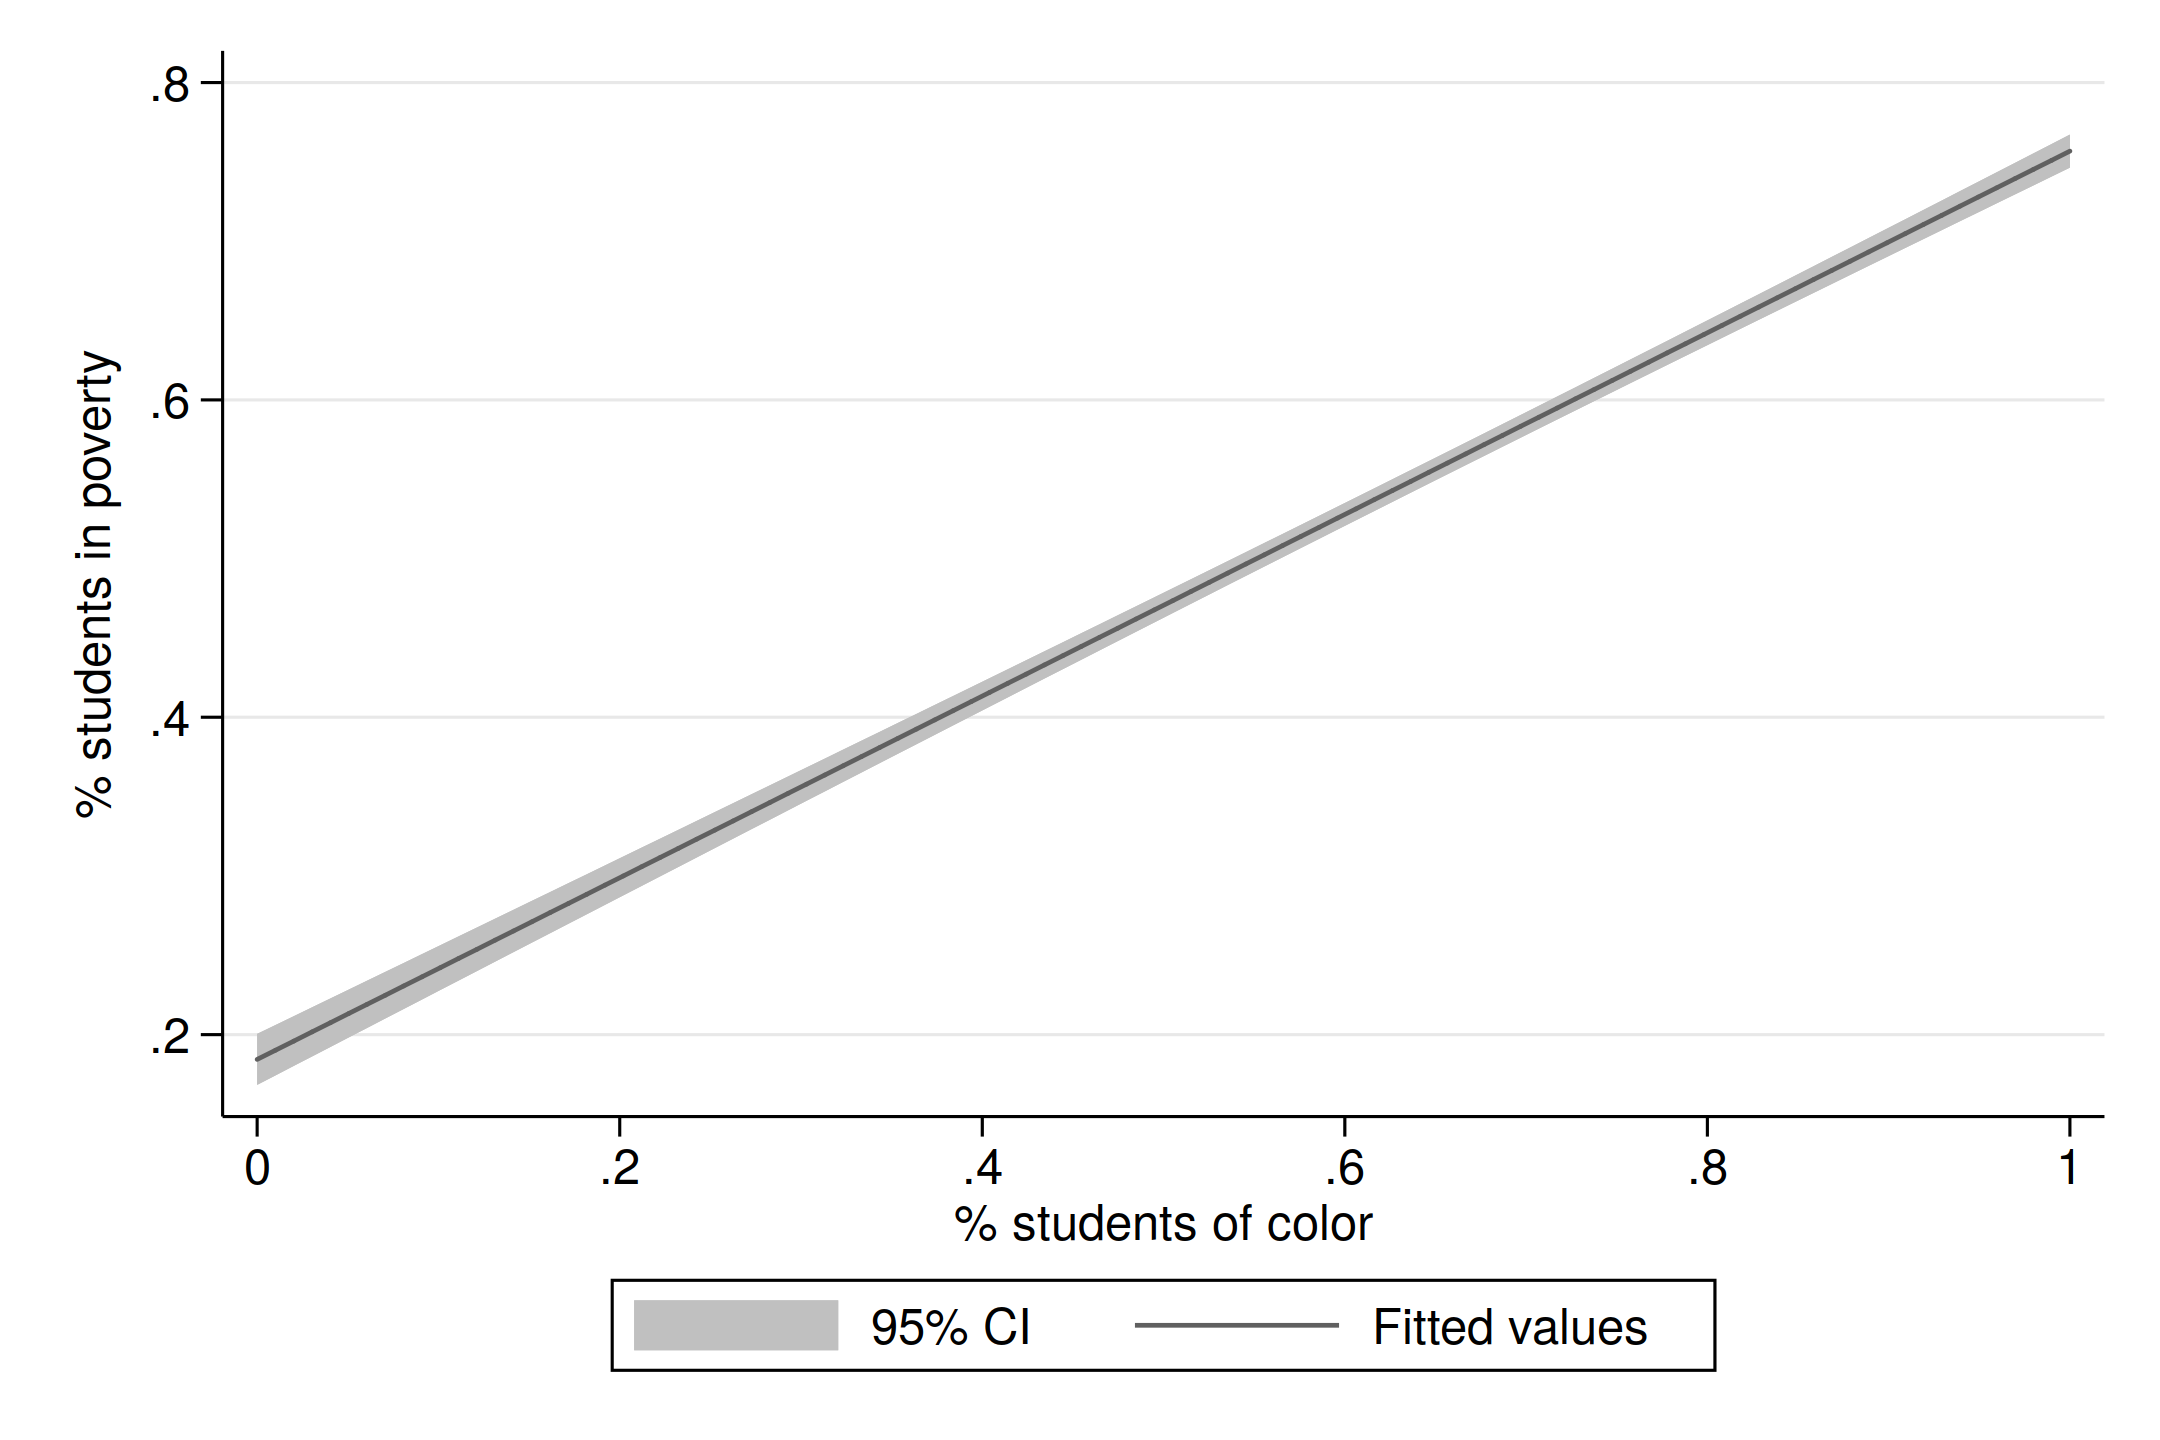 .8
.6
.4
.2
% students in poverty
0 .2 .4 .6 .8 1
% students of color
95% CI Fitted values